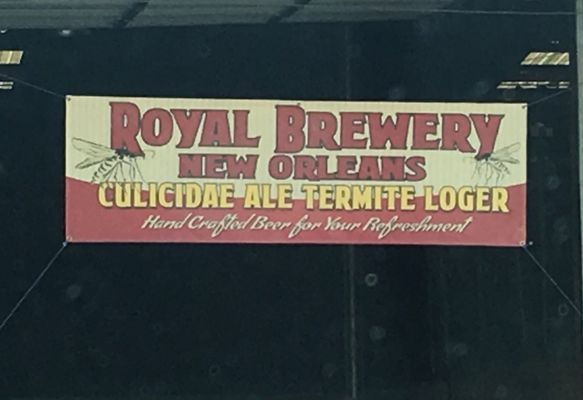 ROYAL BREWERY
NEW ORLEANS
CULICIDAE ALE TERMITE LOGER
Hand Crafted Beer for Your Refreshment